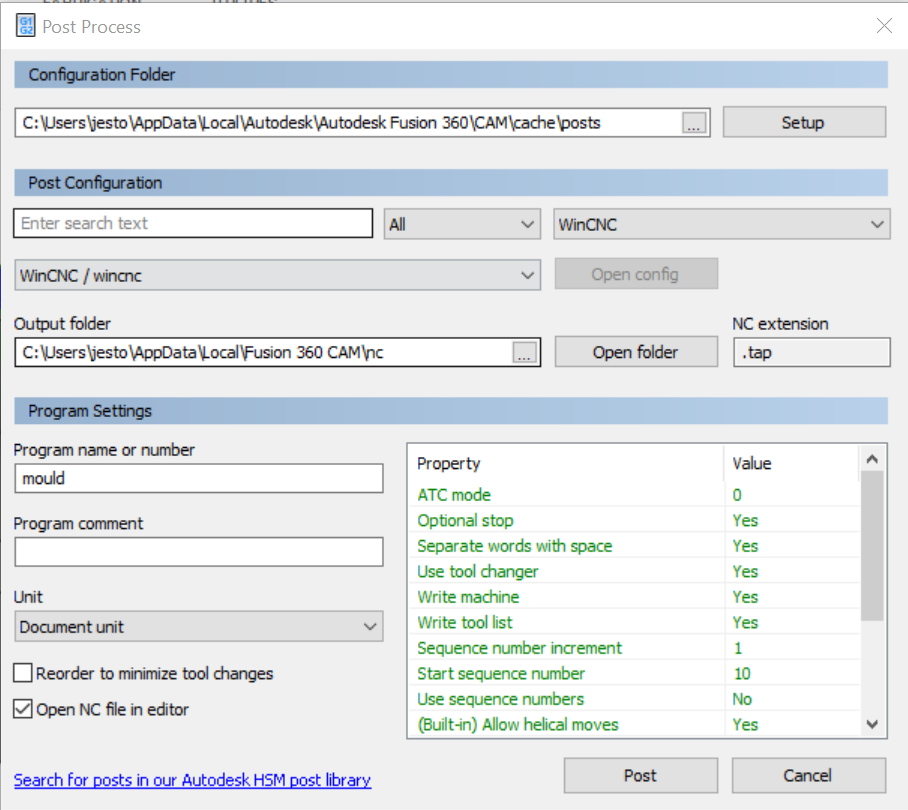 G1
G2
Post Process
Configuration Folder
C:\Users\jesto\AppData\Local\Autodesk\Autodesk Fusion 360\CAM\cache\posts
...
Setup
Post Configuration
Enter search text
All
WinCNC
WinCNC / wincnc
Open config
Output folder
NC extension
C:\Users\jesto\AppData\Local\Fusion 360 CAM\nc
...
Open folder
.tap
Program Settings
Program name or number
mould
Program comment
Unit
Document unit
Reorder to minimize tool changes
Open NC file in editor
Property Value
ATC mode 0
Optional stop Yes
Separate words with space Yes
Use tool changer Yes
Write machine Yes
Write tool list Yes
Sequence number increment 1
Start sequence number 10
Use sequence numbers No
(Built-in) Allow helical moves Yes
Search for posts in our Autodesk HSM post library
Post
Cancel